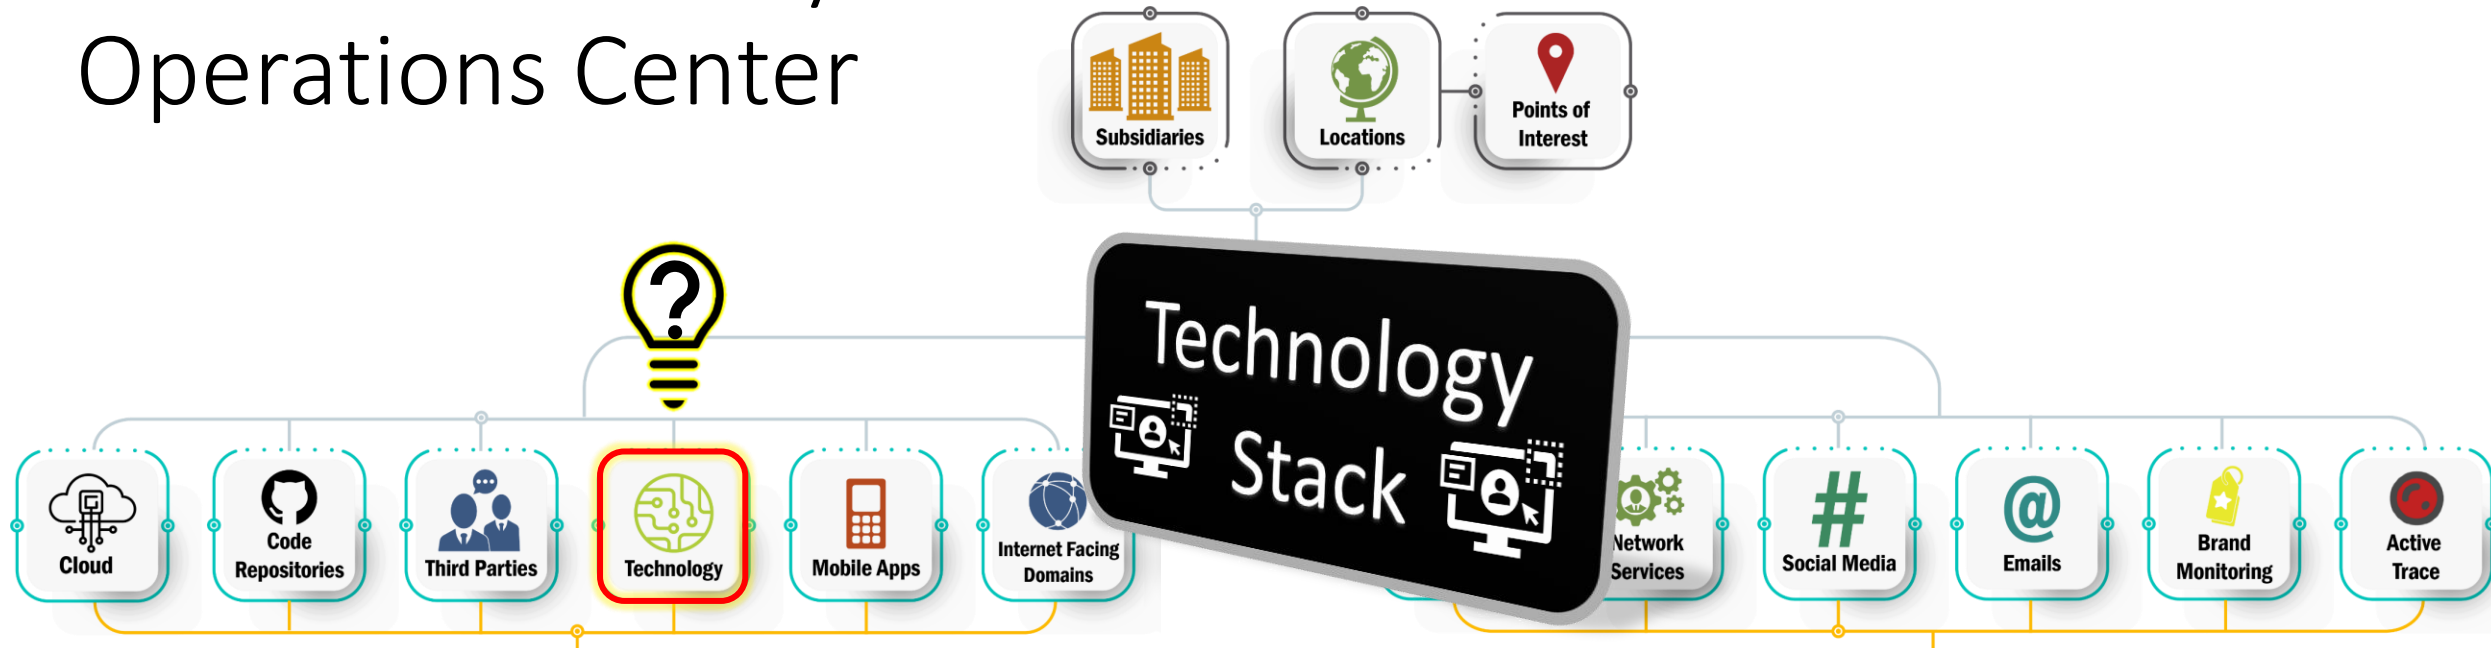 Operations Center
Subsidiaries
Locations
Points of
Interest
?
Technology
Stack
Cloud
Code
Repositories
Third Parties
Technology
Mobile Apps
Internet Facing
Domains
Network
Services
#
Social Media
@
Emails
Brand
Monitoring
Active
Trace